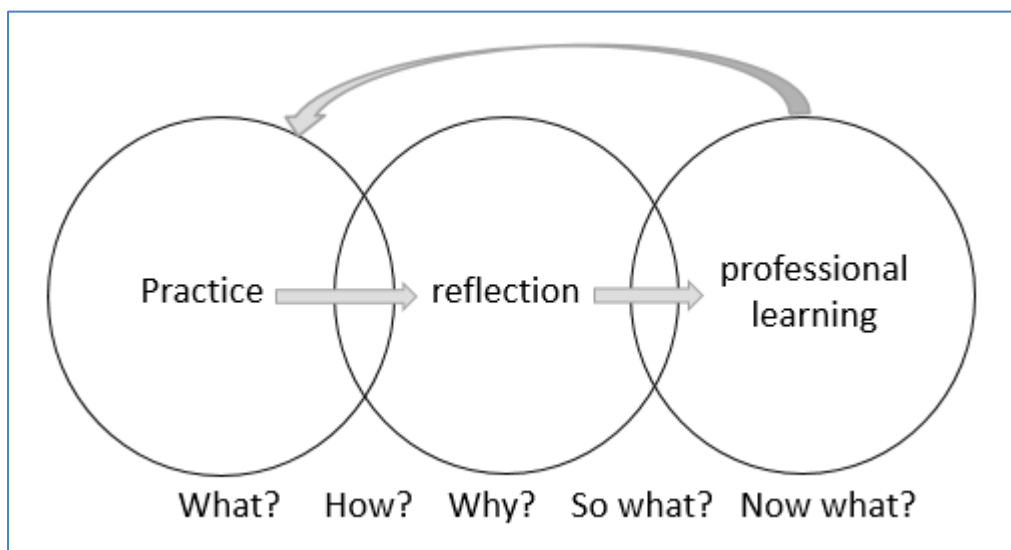 Practice
reflection
professional
learning
What? How? Why? So what? Now what?